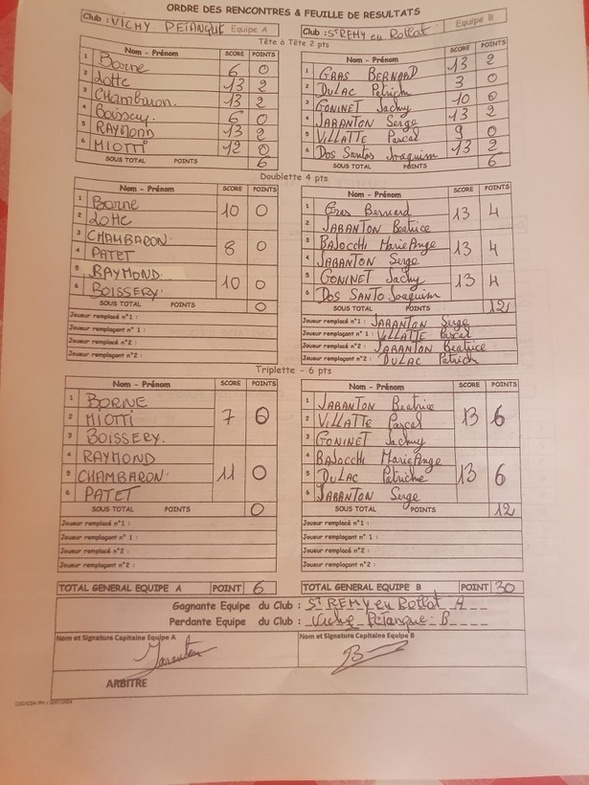 ORDRE DES RENCONTRES & FEUILLE DE RESULTATS
Club : VICHY PETANQUE Equipe A
Club : St REMY en Rollat Equipe B
Tête à Tête 2 pts
Nom - Prénom SCORE POINTS
1 Borne 6 0
2 Lotte 13 2
3 CHambaron. 13 2
4 Boissery. 6 0
5 RAYMOND 13 2
6 MIOTTI 12 0
SOUS TOTAL POINTS 6
Nom - Prénom SCORE POINTS
1 GRAS BERNARD 13 2
2 DULAC Patrich 3 0
3 GONINET Jachy 10 0
4 JARANTON Serge 13 2
5 VILLATTE Pascal 9 0
6 Dos Santos Joaquim 13 2
SOUS TOTAL POINTS 6
Doublette 4 pts
Nom - Prénom SCORE POINTS
1 Borne
2 Lotte 10 0
3 CHAMBARON.
4 PATET 8 0
5 RAYMOND.
6 BOISSERY. 10 0
SOUS TOTAL POINTS 0
Joueur remplacé n°1 :
Joueur remplaçant n° 1 :
Joueur remplacé n°2 :
Joueur remplaçant n°2 :
Nom - Prénom SCORE POINTS
1 Gras Bernard
2 JARANTON Beatrice 13 4
3 BAJOCCHI MarieAnge
4 JARANTON Serge 13 4
5 GONINET Jachy
6 DOS SANTO Joaquim 13 4
SOUS TOTAL POINTS 12
Joueur remplacé n°1 : JARANTON Serge
Joueur remplaçant n° 1 : VILLATTE Pascal
Joueur remplacé n°2 : JARANTON Béatrice
Joueur remplaçant n°2 : DULAC Patrich
Triplette - 6 pts
Nom - Prénom SCORE POINTS
1 BORNE
2 MIOTTI 7 0
3 BOISSERY.
4 RAYMOND
5 CHAMBARON. 11 0
6 PATET
SOUS TOTAL POINTS 0
Joueur remplacé n°1 :
Joueur remplaçant n° 1 :
Joueur remplacé n°2 :
Joueur remplaçant n°2 :
Nom - Prénom SCORE POINTS
1 JARANTON Beatrice
2 VILLATTE Pascal 13 6
3 GONINET Jachy
4 BAJOCCHI MarieAnge
5 DULAC Patriche 13 6
6 JARANTON Serge
SOUS TOTAL POINTS 12
Joueur remplacé n°1 :
Joueur remplaçant n° 1 :
Joueur remplacé n°2 :
Joueur remplaçant n°2 :
TOTAL GENERAL EQUIPE A POINT 6
TOTAL GENERAL EQUIPE B POINT 30
Gagnante Equipe du Club : St REMY en Rollat A
Perdante Equipe du Club : Vichy Petanque B
Nom et Signature Capitaine Equipe A
Nom et Signature Capitaine Equipe B
Jaranton
ARBITRE